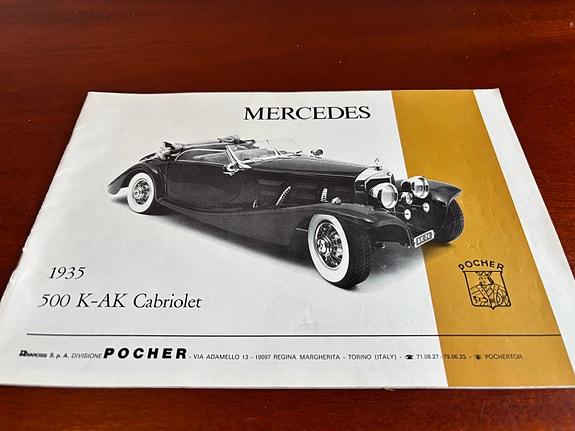 MERCEDES
1935
500 K-AK Cabriolet
POCHER
RIVAROSSI S.p.A. DIVISIONE POCHER - VIA ADAMELLO 13 - 10097 REGINA MARGHERITA - TORINO (ITALY) - ☎ 71.08.27 - 79.06.25 - POCHERTOR